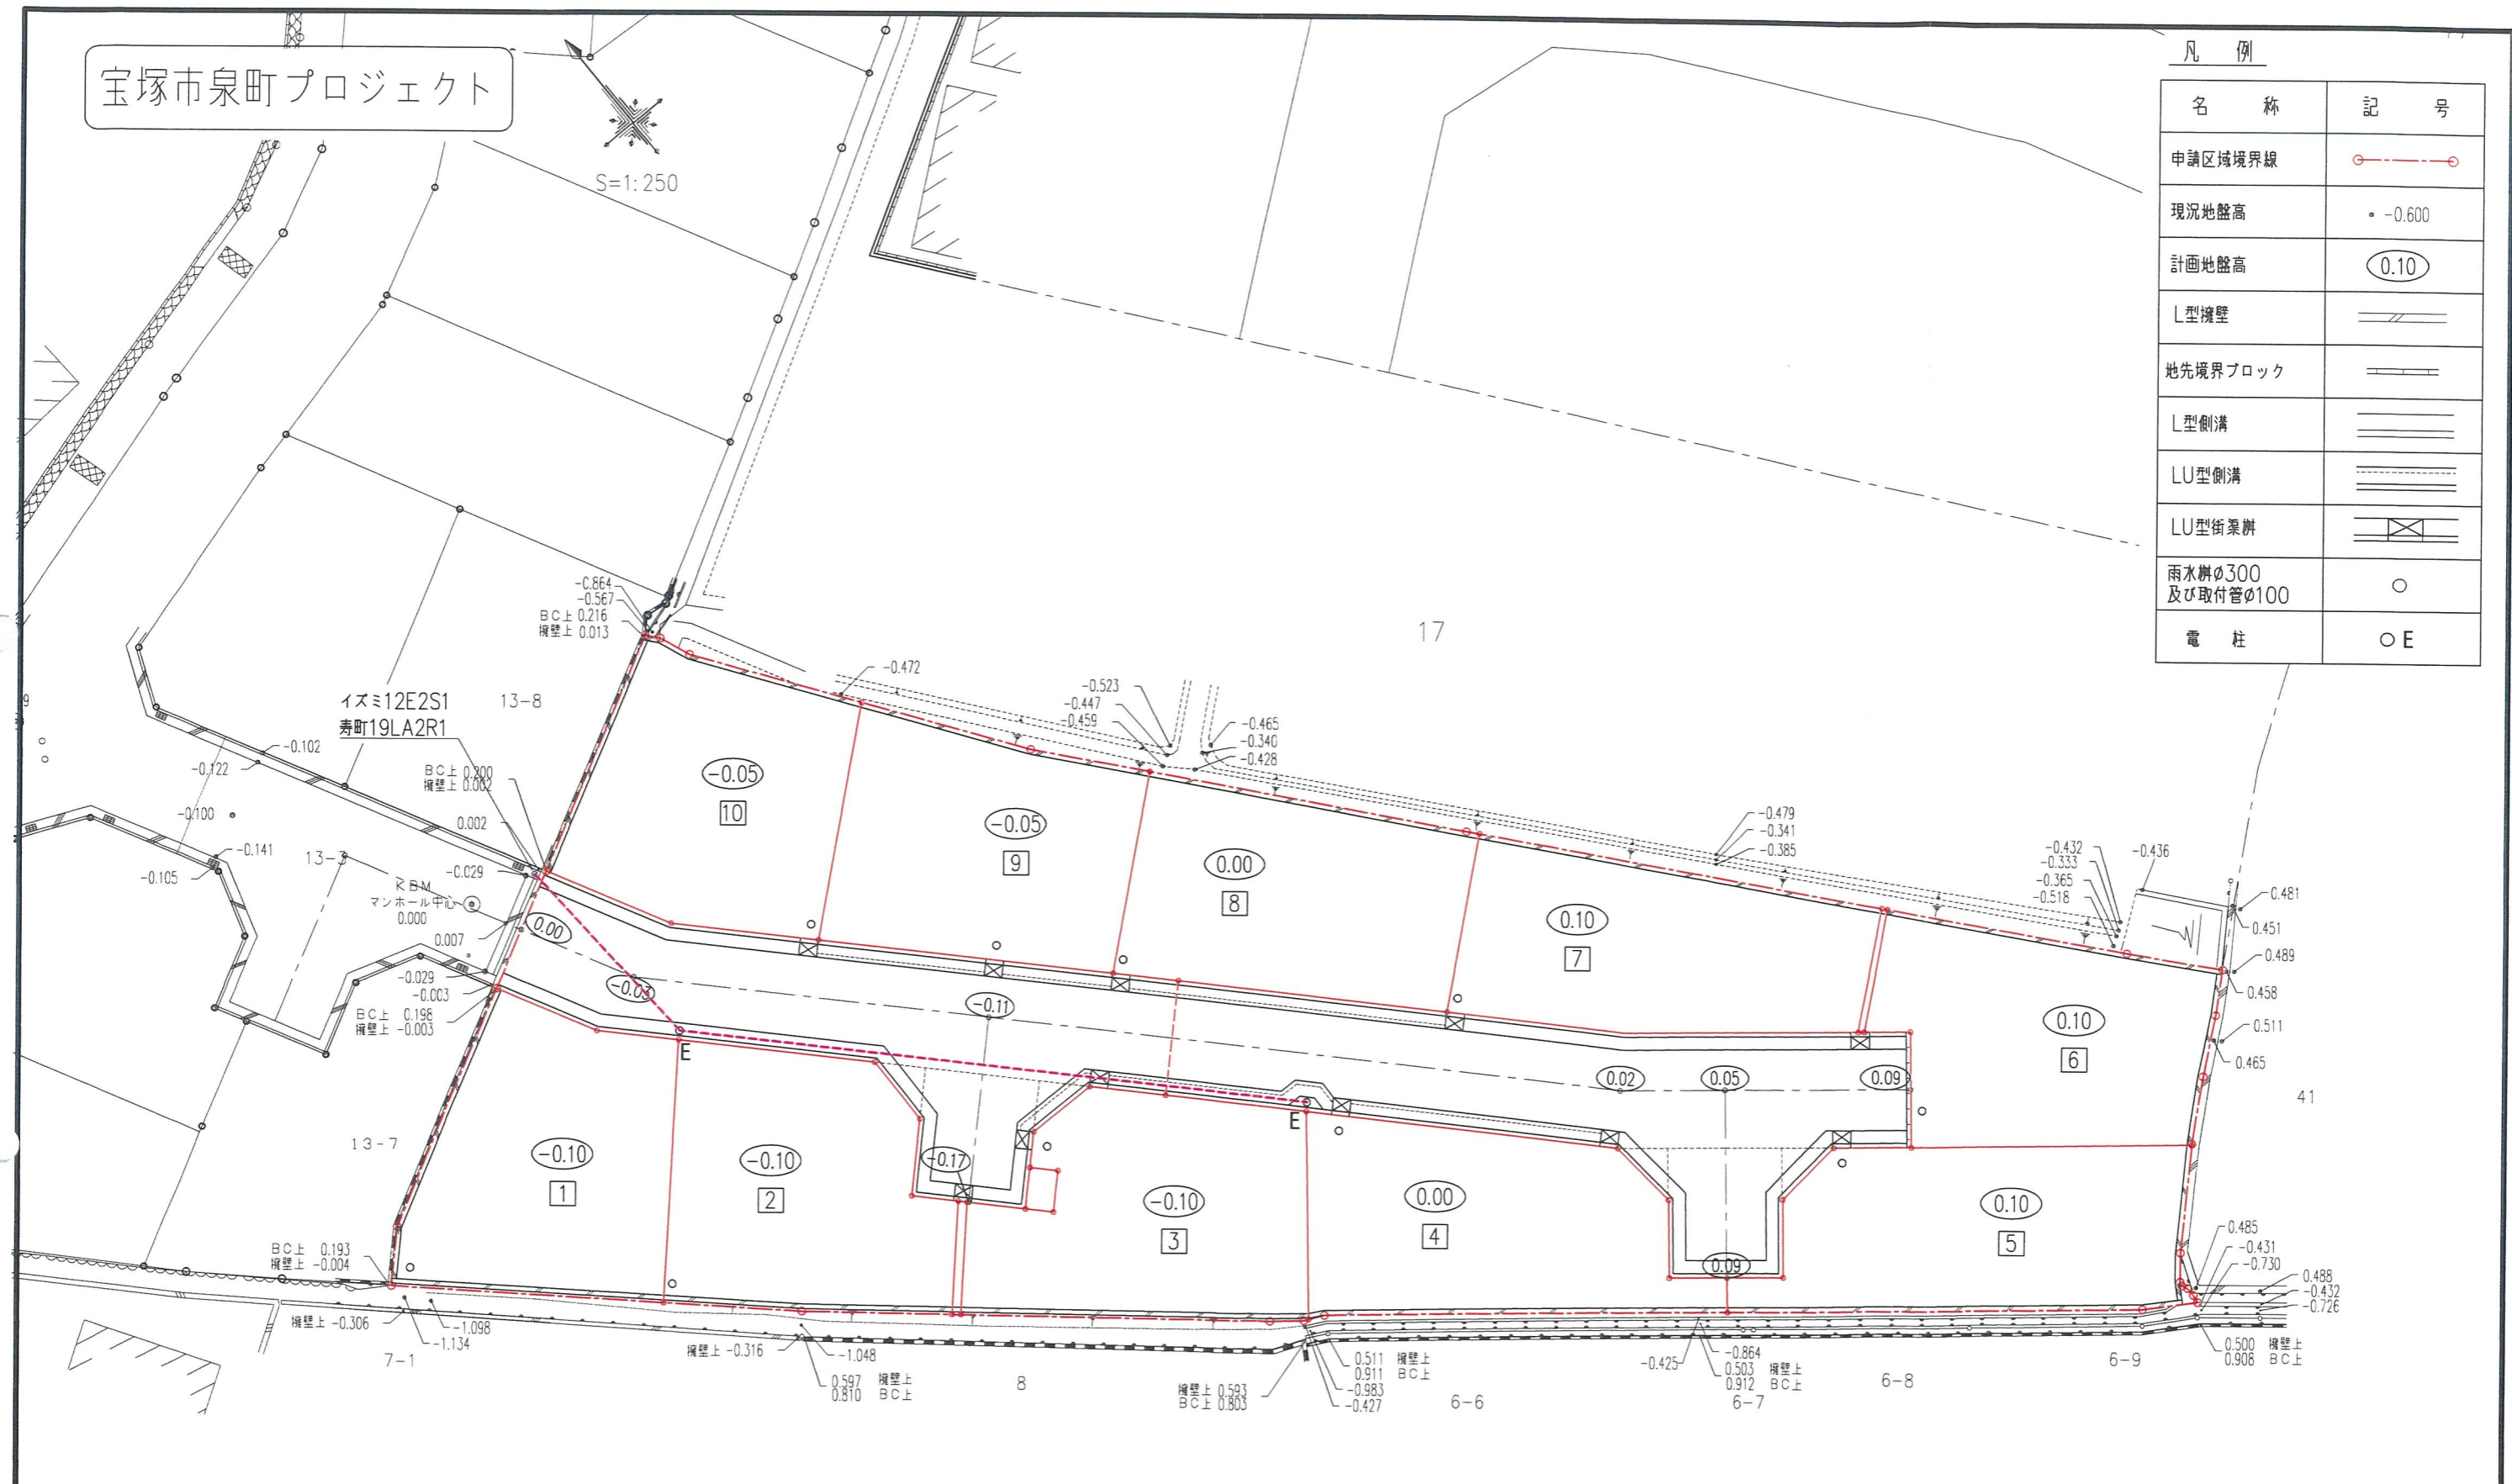 宝塚市泉町プロジェクト
S=1:250
凡 例
名 称 記 号
申請区域境界線
現況地盤高 -0.600
計画地盤高 0.10
L型擁壁
地先境界ブロック
L型側溝
LU型側溝
LU型街渠桝
雨水桝φ300
及び取付管φ100
電 柱 E
17
-0.864
-0.567
BC上 0.216
擁壁上 0.013
-0.472
-0.523
-0.447
-0.459
-0.465
-0.340
-0.428
イズミ12E2S1
寿町19LA2R1
13-8
-0.102
-0.122
BC上 0.200
擁壁上 0.002
-0.100
0.002
-0.141
13-3
-0.105
-0.029
KBM
マンホール中心
0.000
0.007
-0.029
-0.003
BC上 0.198
擁壁上 -0.003
-0.05
10
-0.05
9
0.00
8
0.10
7
-0.479
-0.341
-0.385
-0.432
-0.333
-0.365
-0.518
-0.436
0.481
0.451
0.489
0.458
0.511
0.465
0.10
6
41
0.00
-0.03
-0.11
0.02
0.05
0.09
E
E
13-7
-0.10
1
-0.10
2
-0.17
-0.10
3
0.00
4
0.09
0.10
5
BC上 0.193
擁壁上 -0.004
擁壁上 -0.306
-1.098
-1.134
7-1
擁壁上 -0.316
-1.048
0.597 擁壁上
0.810 BC上
8
擁壁上 0.593
BC上 0.803
0.511 擁壁上
0.911 BC上
-0.983
-0.427
6-6
-0.425
-0.864
0.503 擁壁上
0.912 BC上
6-7
6-8
6-9
0.485
-0.431
-0.730
0.488
-0.432
-0.726
0.500 擁壁上
0.908 BC上